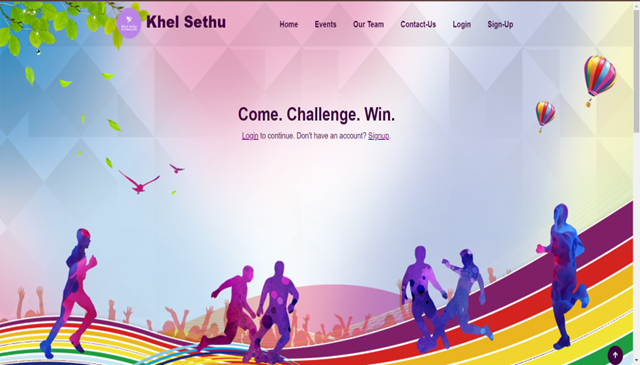 Khel Sethu
Home Events Our Team Contact-Us Login Sign-Up
Come. Challenge. Win.
Login to continue. Don't have an account? Signup.